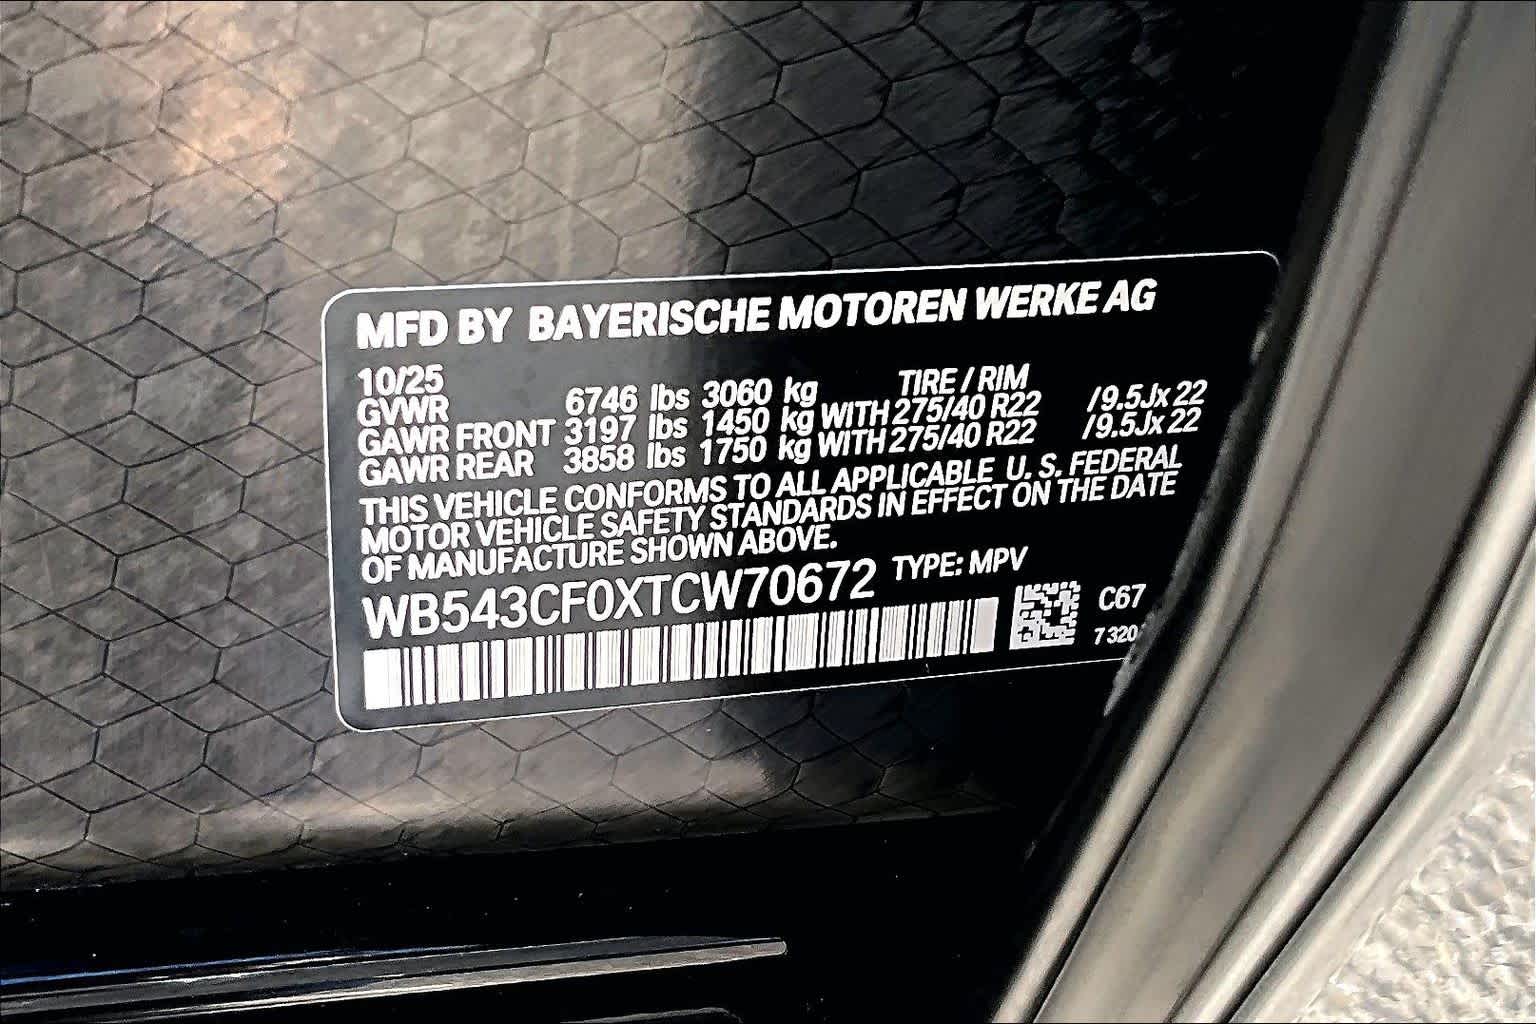 MFD BY BAYERISCHE MOTOREN WERKE AG
10/25 TIRE / RIM
GVWR 6746 lbs 3060 kg
GAWR FRONT 3197 lbs 1450 kg WITH 275/40 R22 /9.5Jx 22
GAWR REAR 3858 lbs 1750 kg WITH 275/40 R22 /9.5Jx 22
THIS VEHICLE CONFORMS TO ALL APPLICABLE U. S. FEDERAL
MOTOR VEHICLE SAFETY STANDARDS IN EFFECT ON THE DATE
OF MANUFACTURE SHOWN ABOVE.
WB543CF0XTCW70672 TYPE: MPV
C67
7 320